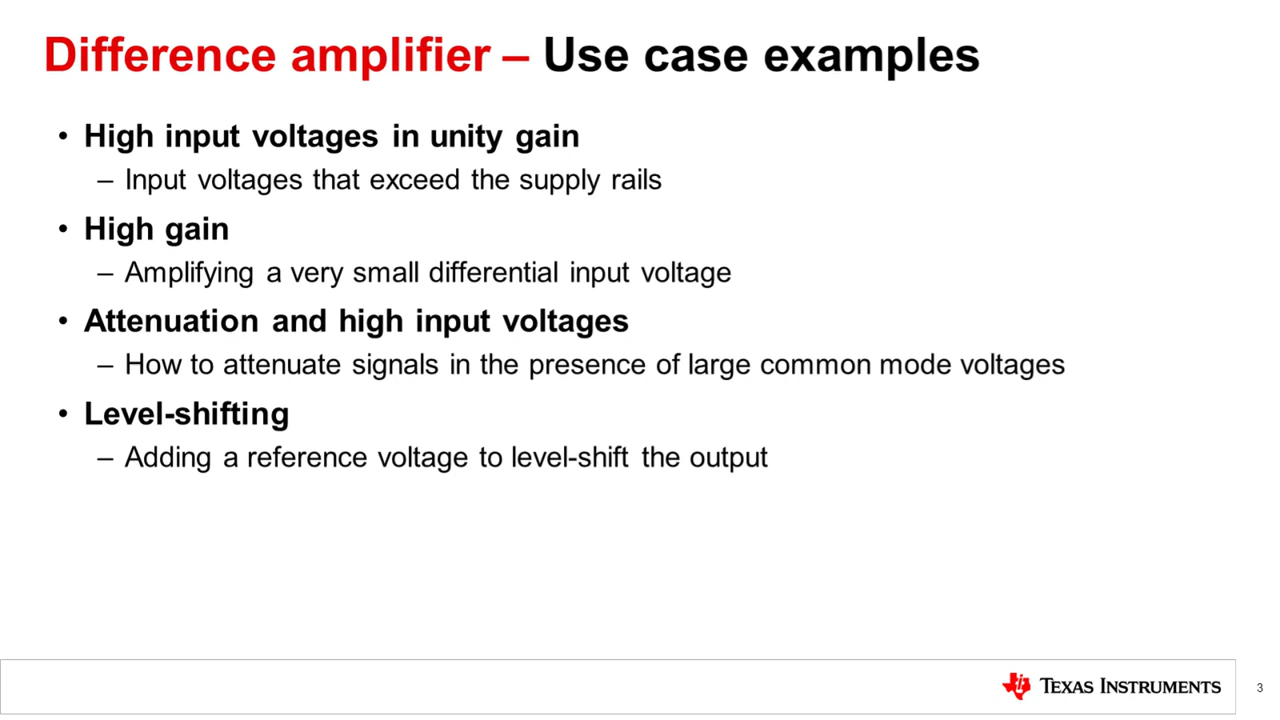 Difference amplifier – Use case examples
• High input voltages in unity gain
– Input voltages that exceed the supply rails
• High gain
– Amplifying a very small differential input voltage
• Attenuation and high input voltages
– How to attenuate signals in the presence of large common mode voltages
• Level-shifting
– Adding a reference voltage to level-shift the output
TEXAS INSTRUMENTS
3